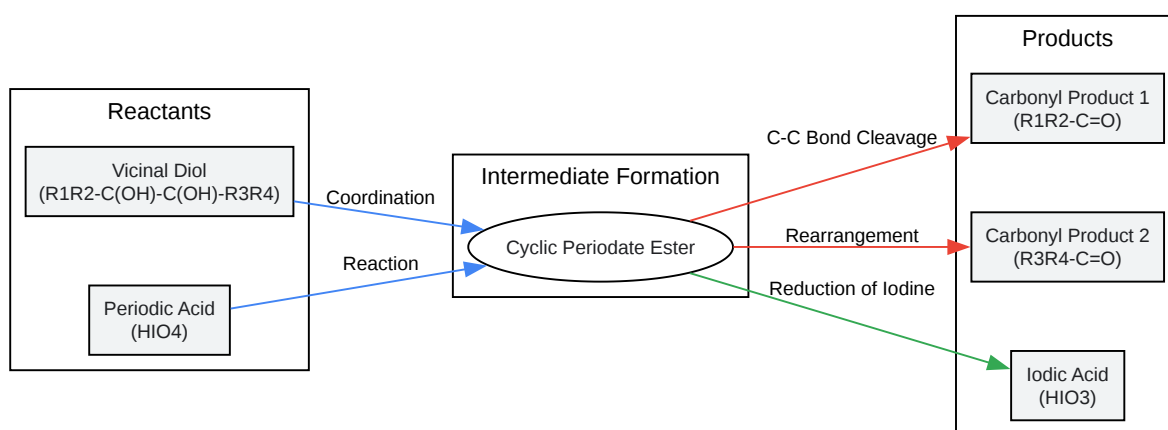 Reactants
Vicinal Diol
(R1R2-C(OH)-C(OH)-R3R4)
Periodic Acid
(HIO4)
Coordination
Reaction
Intermediate Formation
Cyclic Periodate Ester
C-C Bond Cleavage
Rearrangement
Reduction of Iodine
Products
Carbonyl Product 1
(R1R2-C=O)
Carbonyl Product 2
(R3R4-C=O)
Iodic Acid
(HIO3)